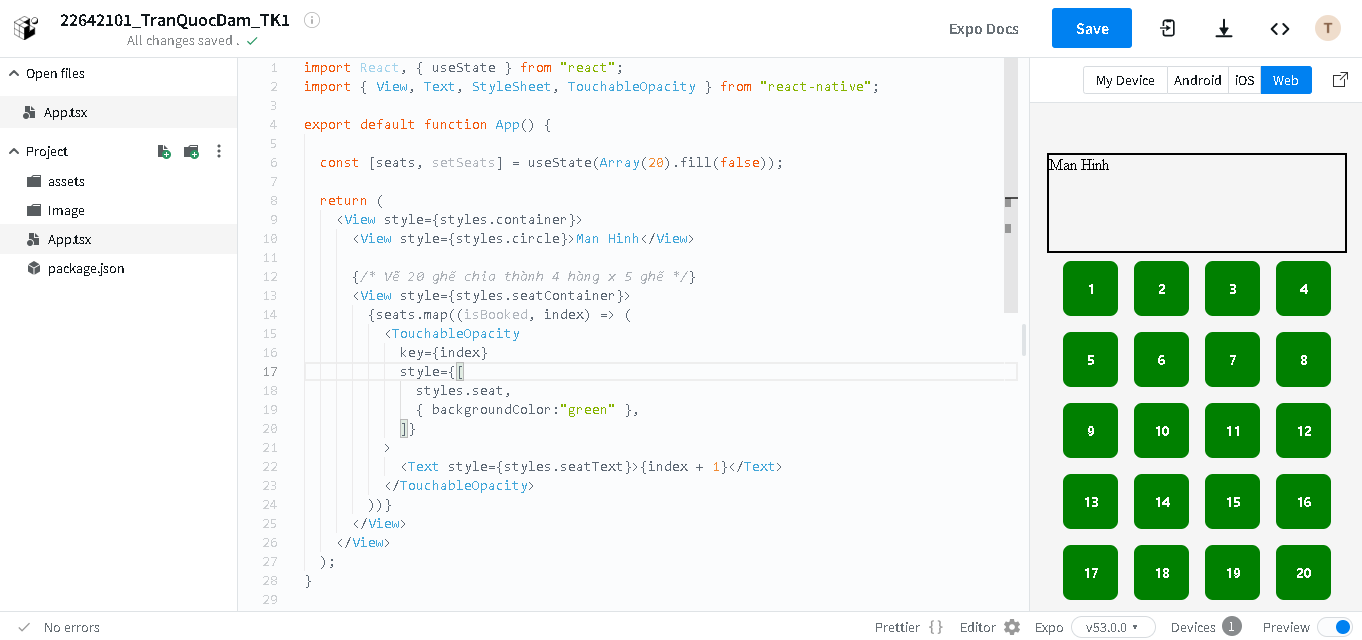 22642101_TranQuocDam_TK1
All changes saved .
Expo Docs
Save
T
Open files
App.tsx
Project
assets
Image
App.tsx
package.json
1 import React, { useState } from "react";
2 import { View, Text, StyleSheet, TouchableOpacity } from "react-native";
3
4 export default function App() {
5
6 const [seats, setSeats] = useState(Array(20).fill(false));
7
8 return (
9 <View style={styles.container}>
10 <View style={styles.circle}>Man Hinh</View>
11
12 {/* Vẽ 20 ghế chia thành 4 hàng x 5 ghế */}
13 <View style={styles.seatContainer}>
14 {seats.map((isBooked, index) => (
15 <TouchableOpacity
16 key={index}
17 style={[
18 styles.seat,
19 { backgroundColor:"green" },
20 ]}
21 >
22 <Text style={styles.seatText}>{index + 1}</Text>
23 </TouchableOpacity>
24 ))}
25 </View>
26 </View>
27 );
28 }
29
My Device Android iOS Web
Man Hinh
1 2 3 4
5 6 7 8
9 10 11 12
13 14 15 16
17 18 19 20
No errors
Prettier {} Editor Expo v53.0.0 Devices 1 Preview